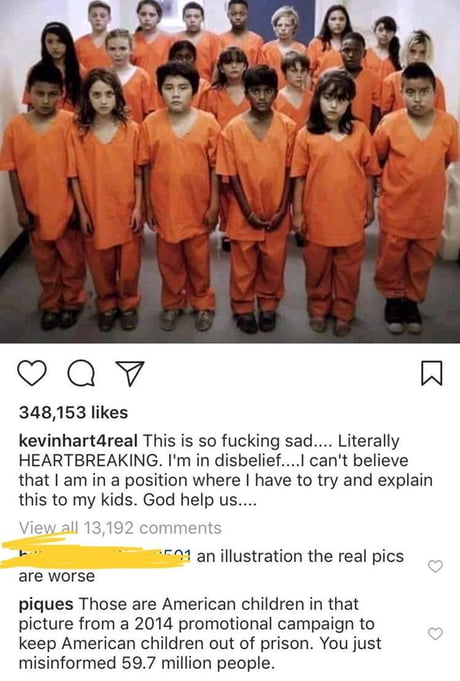 348,153 likes
kevinhart4real This is so fucking sad.... Literally
HEARTBREAKING. I'm in disbelief....I can't believe
that I am in a position where I have to try and explain
this to my kids. God help us....
View all 13,192 comments
an illustration the real pics
are worse
piques Those are American children in that
picture from a 2014 promotional campaign to
keep American children out of prison. You just
misinformed 59.7 million people.